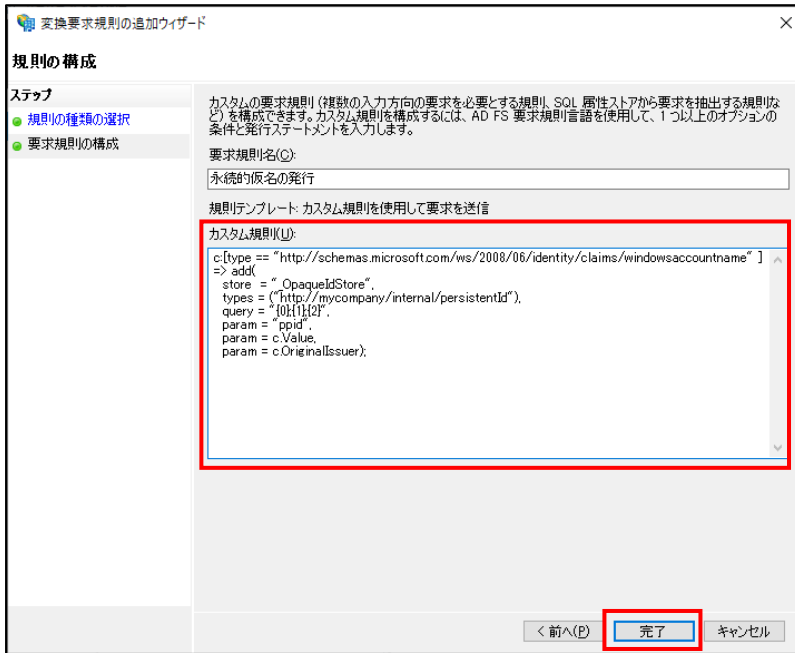 変換要求規則の追加ウィザード
規則の構成
ステップ
規則の種類の選択
要求規則の構成
カスタムの要求規則 (複数の入力方向の要求を必要とする規則、SQL 属性ストアから要求を抽出する規則な
ど) を構成できます。カスタム規則を構成するには、AD FS 要求規則言語を使用して、1 つ以上のオプションの
条件と発行ステートメントを入力します。
要求規則名(C):
永続的仮名の発行
規則テンプレート: カスタム規則を使用して要求を送信
カスタム規則(U):
c:[type == "http://schemas.microsoft.com/ws/2008/06/identity/claims/windowsaccountname" ]
=> add(
store = "_OpaqueIdStore",
types = ("http://mycompany/internal/persistentId"),
query = "{0};{1};{2}",
param = "ppid",
param = c.Value,
param = c.OriginalIssuer);
< 前へ(P)
完了
キャンセル